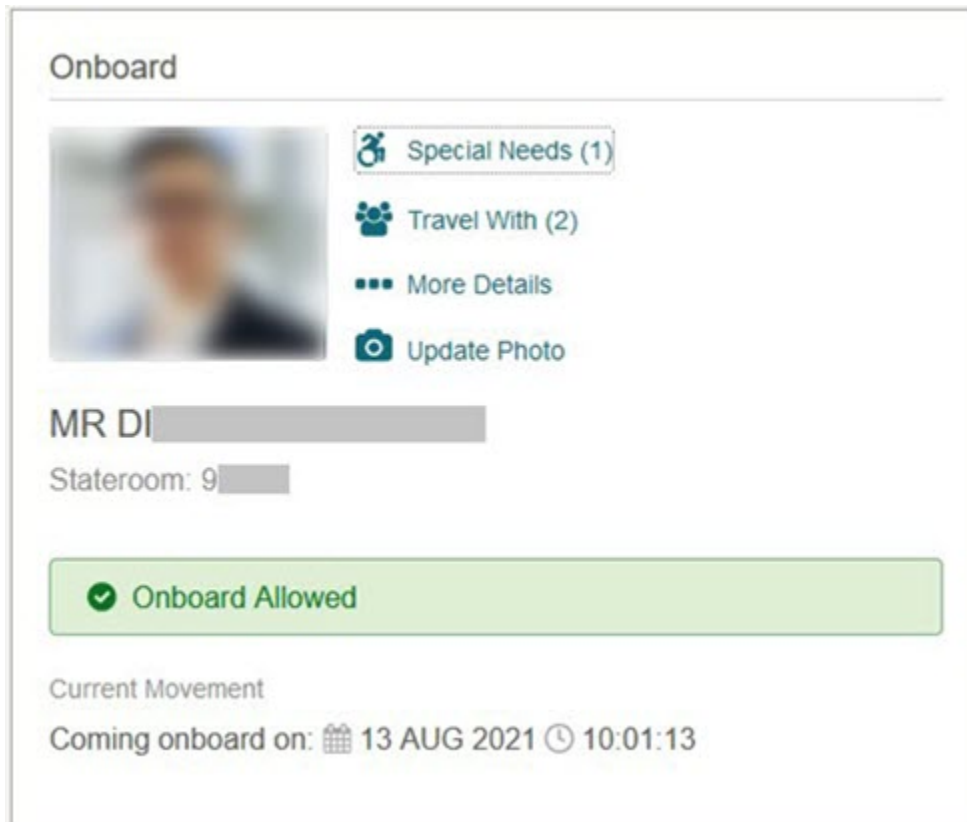 Onboard
Special Needs (1)
Travel With (2)
More Details
Update Photo
MR DI
Stateroom: 9
Onboard Allowed
Current Movement
Coming onboard on: 13 AUG 2021 10:01:13